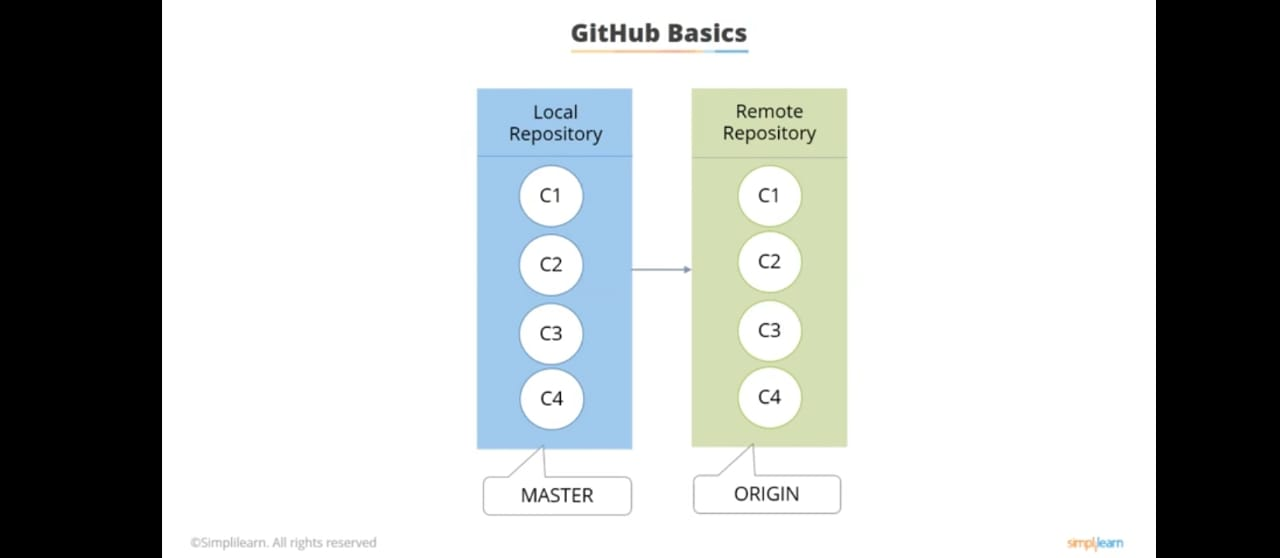 GitHub Basics
Local
Repository
C1
C2
C3
C4
MASTER
Remote
Repository
C1
C2
C3
C4
ORIGIN
©Simplilearn. All rights reserved
simplilearn